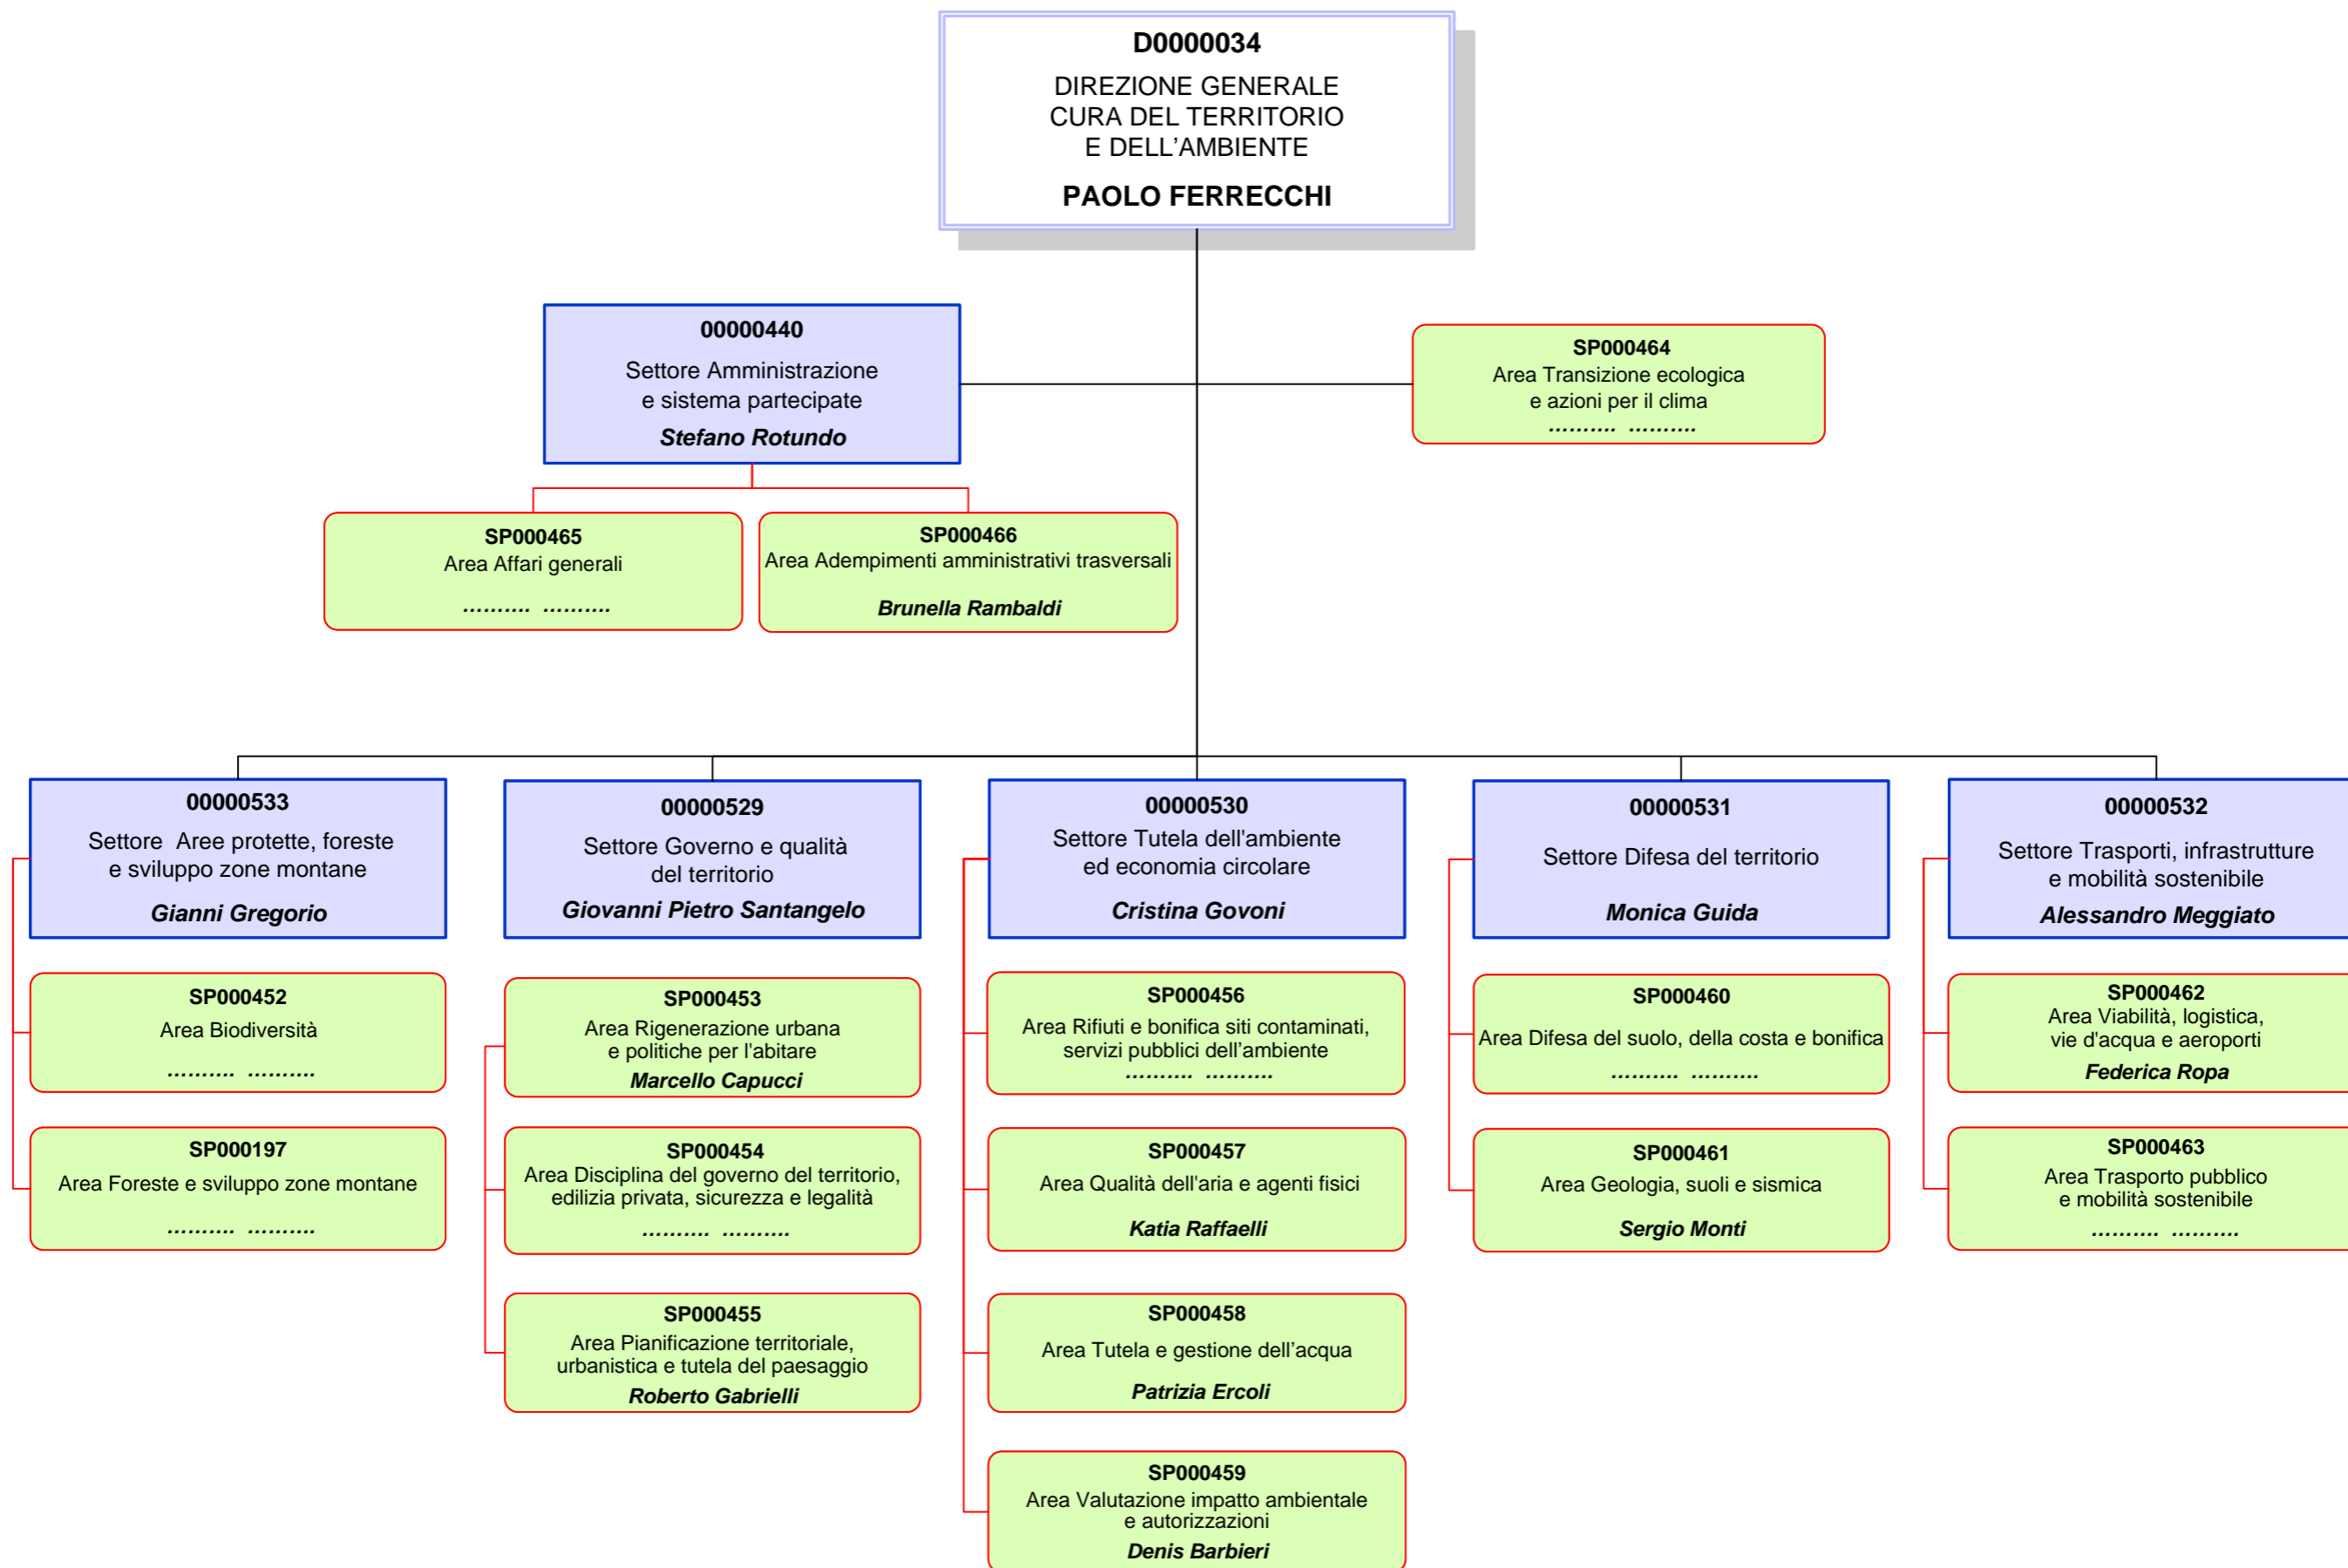 D0000034
DIREZIONE GENERALE
CURA DEL TERRITORIO
E DELL’AMBIENTE
PAOLO FERRECCHI
00000440
Settore Amministrazione
e sistema partecipate
Stefano Rotundo
SP000464
Area Transizione ecologica
e azioni per il clima
………. ……….
SP000465
Area Affari generali
………. ……….
SP000466
Area Adempimenti amministrativi trasversali
Brunella Rambaldi
00000533
Settore  Aree protette, foreste
e sviluppo zone montane
Gianni Gregorio
SP000452
Area Biodiversità
………. ……….
SP000197
Area Foreste e sviluppo zone montane
………. ……….
00000529
Settore Governo e qualità
del territorio
Giovanni Pietro Santangelo
SP000453
Area Rigenerazione urbana
e politiche per l'abitare
Marcello Capucci
SP000454
Area Disciplina del governo del territorio,
edilizia privata, sicurezza e legalità
………. ……….
SP000455
Area Pianificazione territoriale,
urbanistica e tutela del paesaggio
Roberto Gabrielli
00000530
Settore Tutela dell'ambiente
ed economia circolare
Cristina Govoni
SP000456
Area Rifiuti e bonifica siti contaminati,
servizi pubblici dell’ambiente
………. ……….
SP000457
Area Qualità dell'aria e agenti fisici
Katia Raffaelli
SP000458
Area Tutela e gestione dell’acqua
Patrizia Ercoli
SP000459
Area Valutazione impatto ambientale
e autorizzazioni
Denis Barbieri
00000531
Settore Difesa del territorio
Monica Guida
SP000460
Area Difesa del suolo, della costa e bonifica
………. ……….
SP000461
Area Geologia, suoli e sismica
Sergio Monti
00000532
Settore Trasporti, infrastrutture
e mobilità sostenibile
Alessandro Meggiato
SP000462
Area Viabilità, logistica,
vie d'acqua e aeroporti
Federica Ropa
SP000463
Area Trasporto pubblico
e mobilità sostenibile
………. ……….